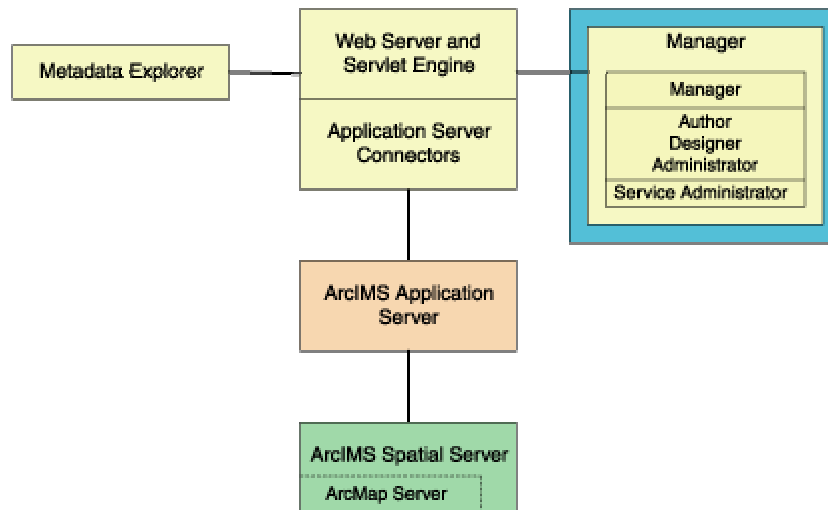 Metadata Explorer
Web Server and
Servlet Engine
Application Server
Connectors
Manager
Manager
Author
Designer
Administrator
Service Administrator
ArcIMS Application
Server
ArcIMS Spatial Server
ArcMap Server